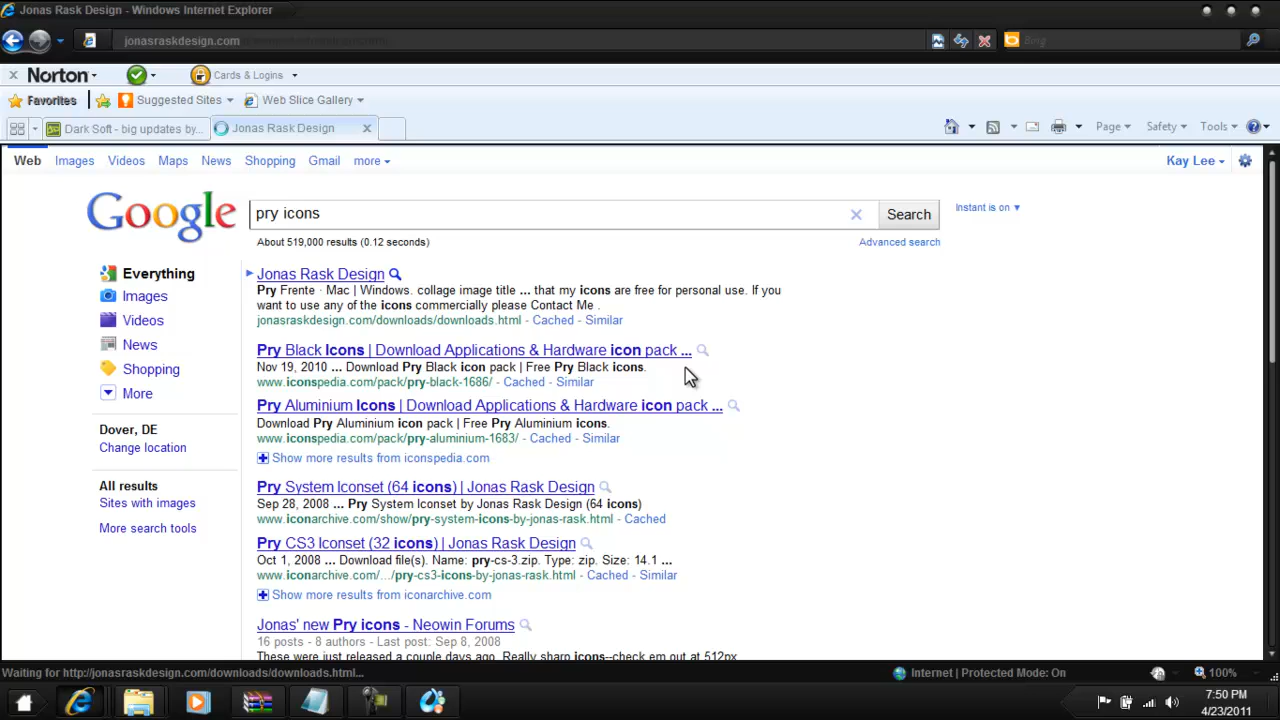 Jonas Rask Design - Windows Internet Explorer
jonasraskdesign.com
Bing
Norton
Cards & Logins
Favorites
Suggested Sites
Web Slice Gallery
Dark Soft - big updates by...
Jonas Rask Design
Page
Safety
Tools
Web Images Videos Maps News Shopping Gmail more
Kay Lee
Google
pry icons
Search
Instant is on
About 519,000 results (0.12 seconds)
Advanced search
Everything
Images
Videos
News
Shopping
More
Dover, DE
Change location
All results
Sites with images
More search tools
Jonas Rask Design
Pry Frente · Mac | Windows. collage image title ... that my icons are free for personal use. If you
want to use any of the icons commercially please Contact Me .
jonasraskdesign.com/downloads/downloads.html - Cached - Similar
Pry Black Icons | Download Applications & Hardware icon pack ...
Nov 19, 2010 ... Download Pry Black icon pack | Free Pry Black icons.
www.iconspedia.com/pack/pry-black-1686/ - Cached - Similar
Pry Aluminium Icons | Download Applications & Hardware icon pack ...
Download Pry Aluminium icon pack | Free Pry Aluminium icons.
www.iconspedia.com/pack/pry-aluminium-1683/ - Cached - Similar
Show more results from iconspedia.com
Pry System Iconset (64 icons) | Jonas Rask Design
Sep 28, 2008 ... Pry System Iconset by Jonas Rask Design (64 icons)
www.iconarchive.com/show/pry-system-icons-by-jonas-rask.html - Cached
Pry CS3 Iconset (32 icons) | Jonas Rask Design
Oct 1, 2008 ... Download file(s). Name: pry-cs-3.zip. Type: zip. Size: 14.1 ...
www.iconarchive.com/.../pry-cs3-icons-by-jonas-rask.html - Cached - Similar
Show more results from iconarchive.com
Jonas' new Pry icons - Neowin Forums
16 posts - 8 authors - Last post: Sep 8, 2008
These were just released a couple days ago. Really sharp icons--check em out at 512px.
Waiting for http://jonasraskdesign.com/downloads/downloads.html...
Internet | Protected Mode: On
100%
7:50 PM
4/23/2011